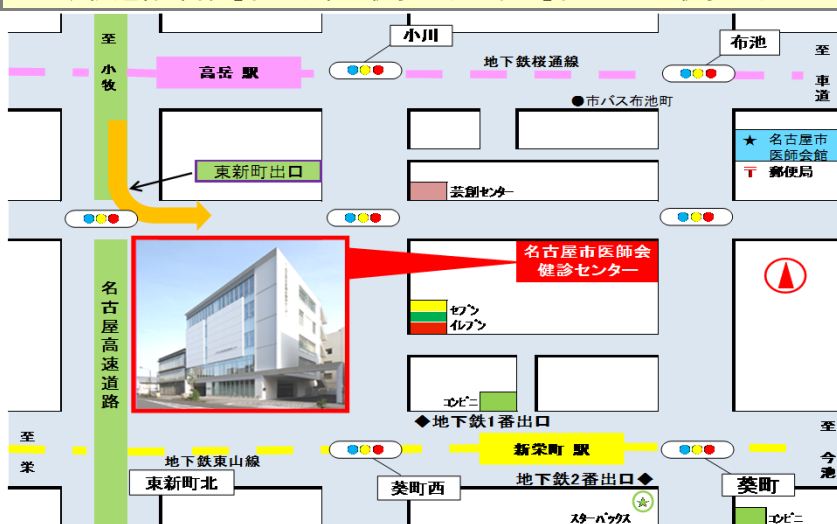 至
小
牧
小川
布池
至
車
道
高岳 駅
地下鉄桜通線
●市バス布池町
★ 名古屋市
医師会館
〒 郵便局
東新町出口
芸創センター
名古屋市医師会
健診センター
名
古
屋
高
速
道
路
セブン
イレブン
コンビニ
◆地下鉄1番出口
至
栄
地下鉄東山線
新栄町 駅
至
今
池
東新町北
葵町西
地下鉄2番出口◆
葵町
スターバックス
コンビニ